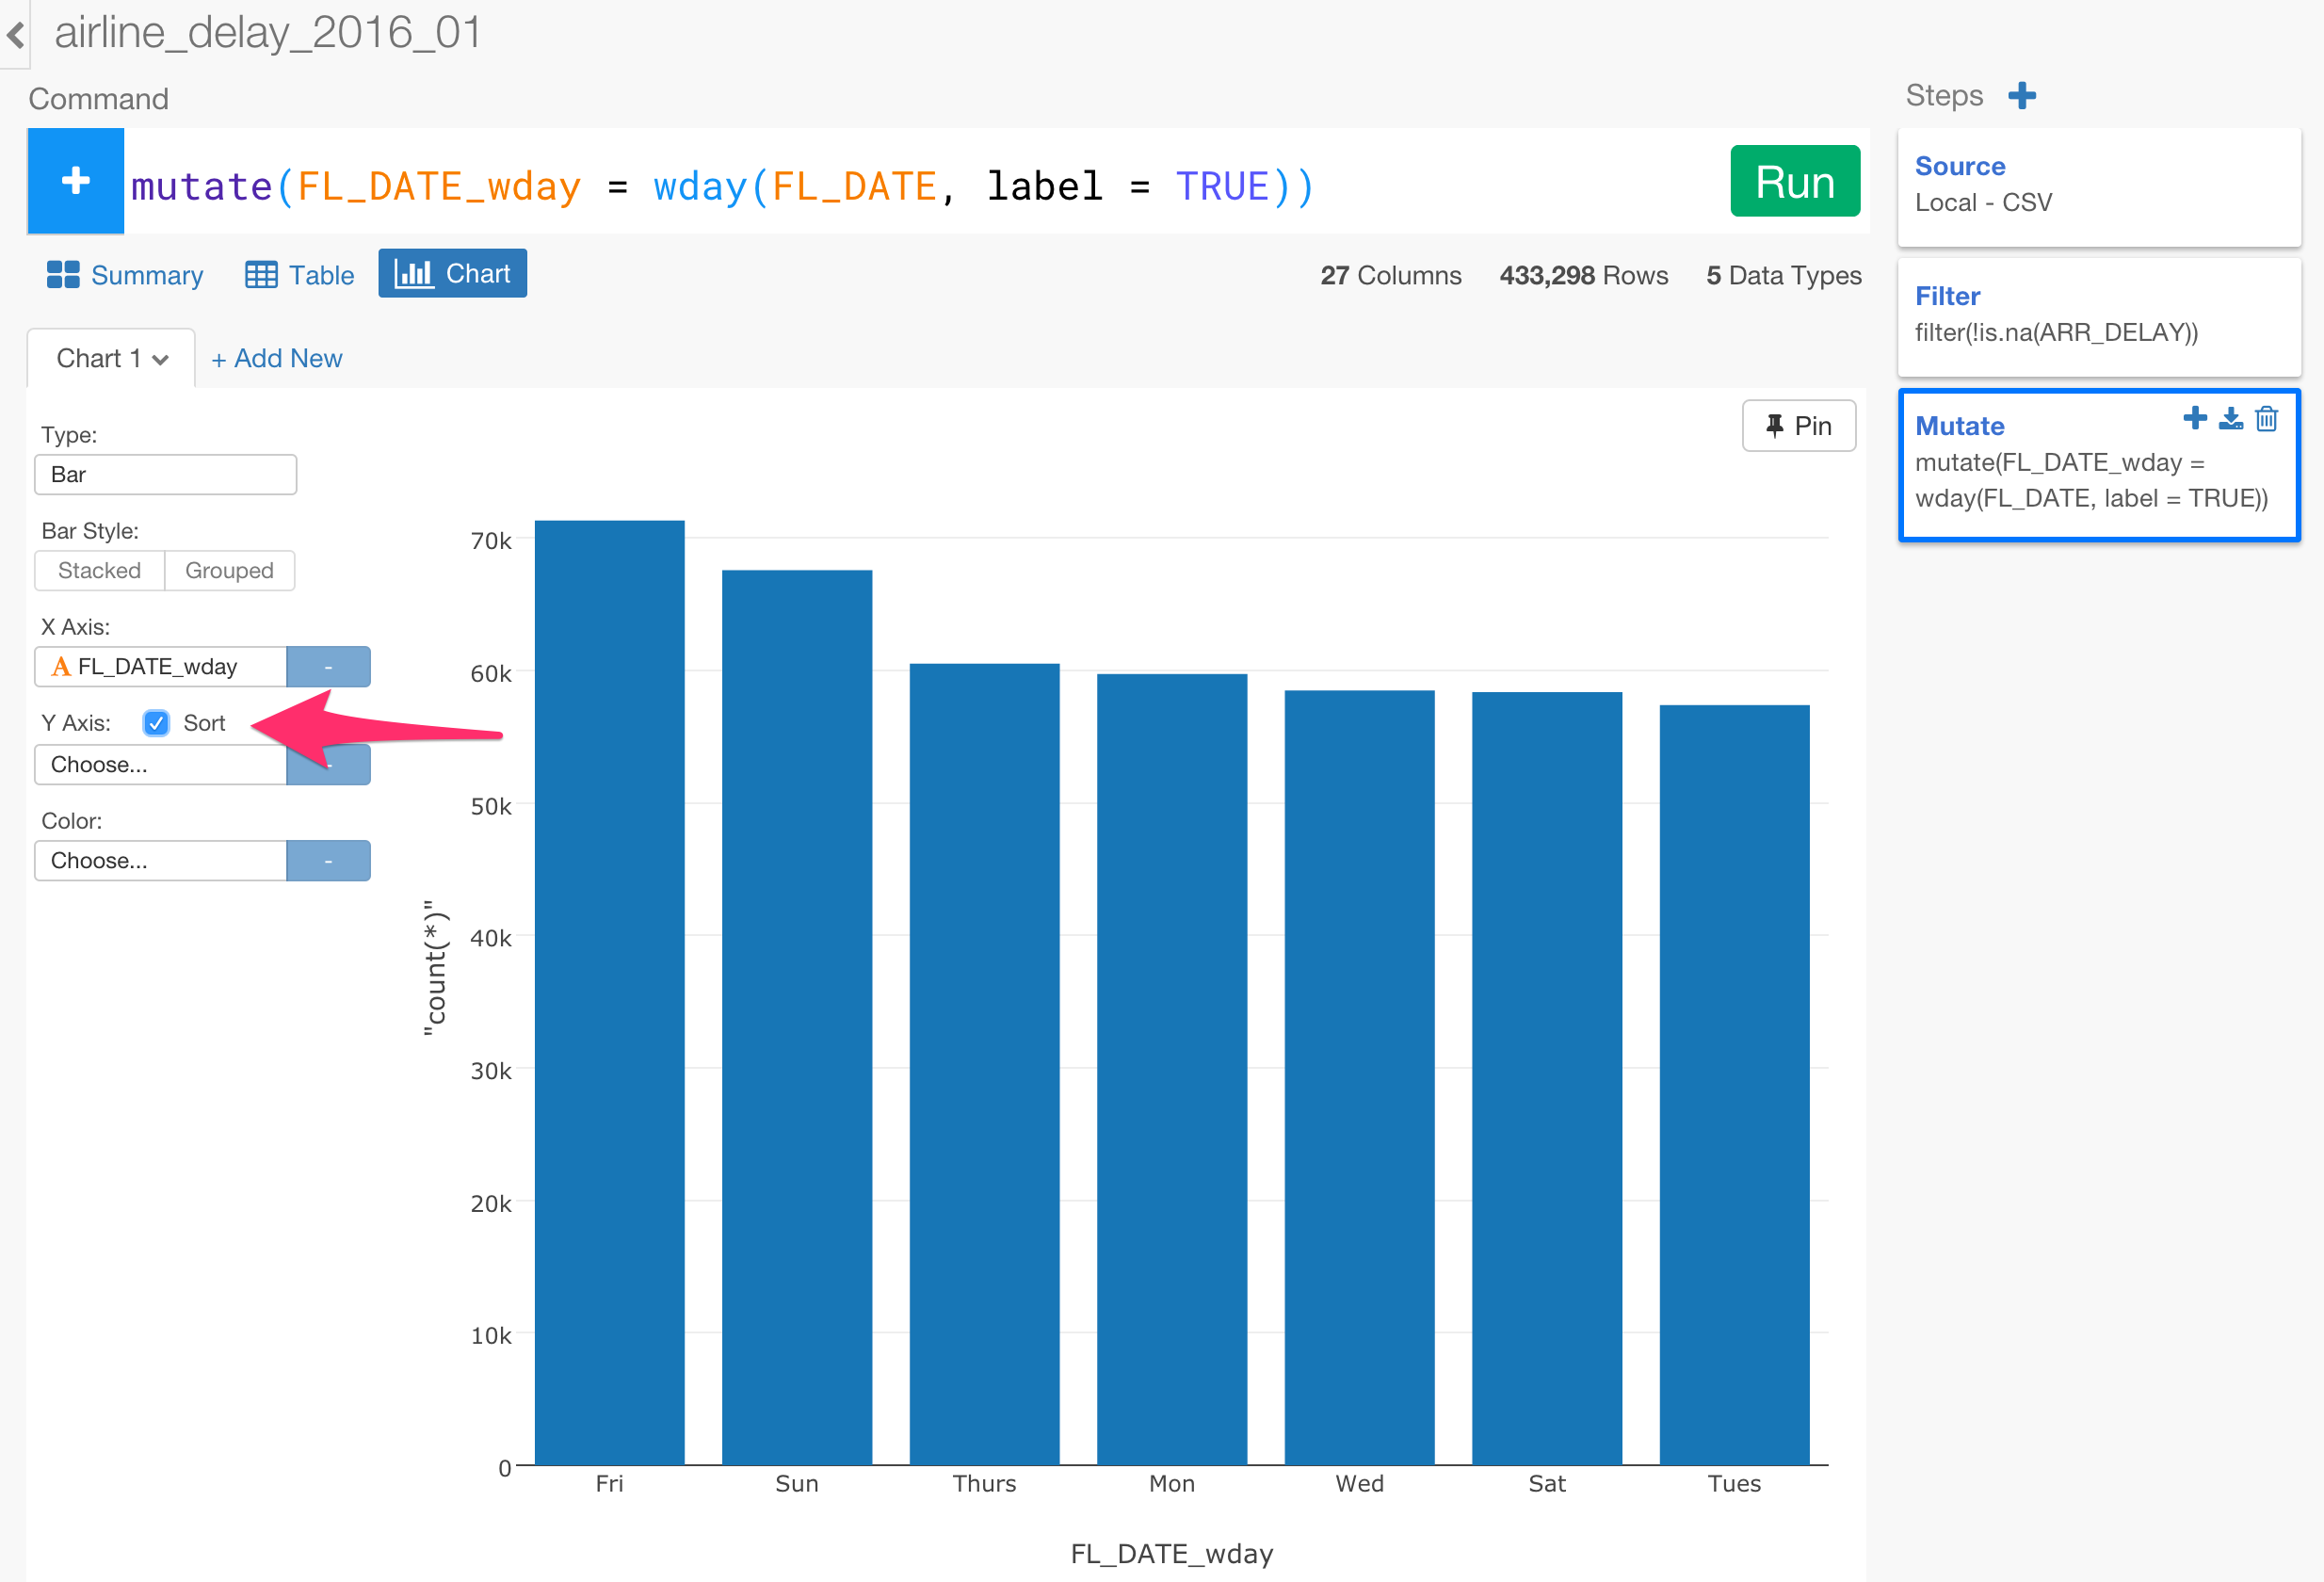 airline_delay_2016_01
Command
mutate(FL_DATE_wday = wday(FL_DATE, label = TRUE))
Run
Summary
Table
Chart
27 Columns 433,298 Rows 5 Data Types
Chart 1
+ Add New
Pin
Type:
Bar
Bar Style:
Stacked Grouped
X Axis:
A FL_DATE_wday -
Y Axis: Sort
Choose... -
Color:
Choose... -
70k
60k
50k
40k
30k
20k
10k
0
"count(*)"
Fri Sun Thurs Mon Wed Sat Tues
FL_DATE_wday
Steps
Source
Local - CSV
Filter
filter(!is.na(ARR_DELAY))
Mutate
mutate(FL_DATE_wday =
wday(FL_DATE, label = TRUE))